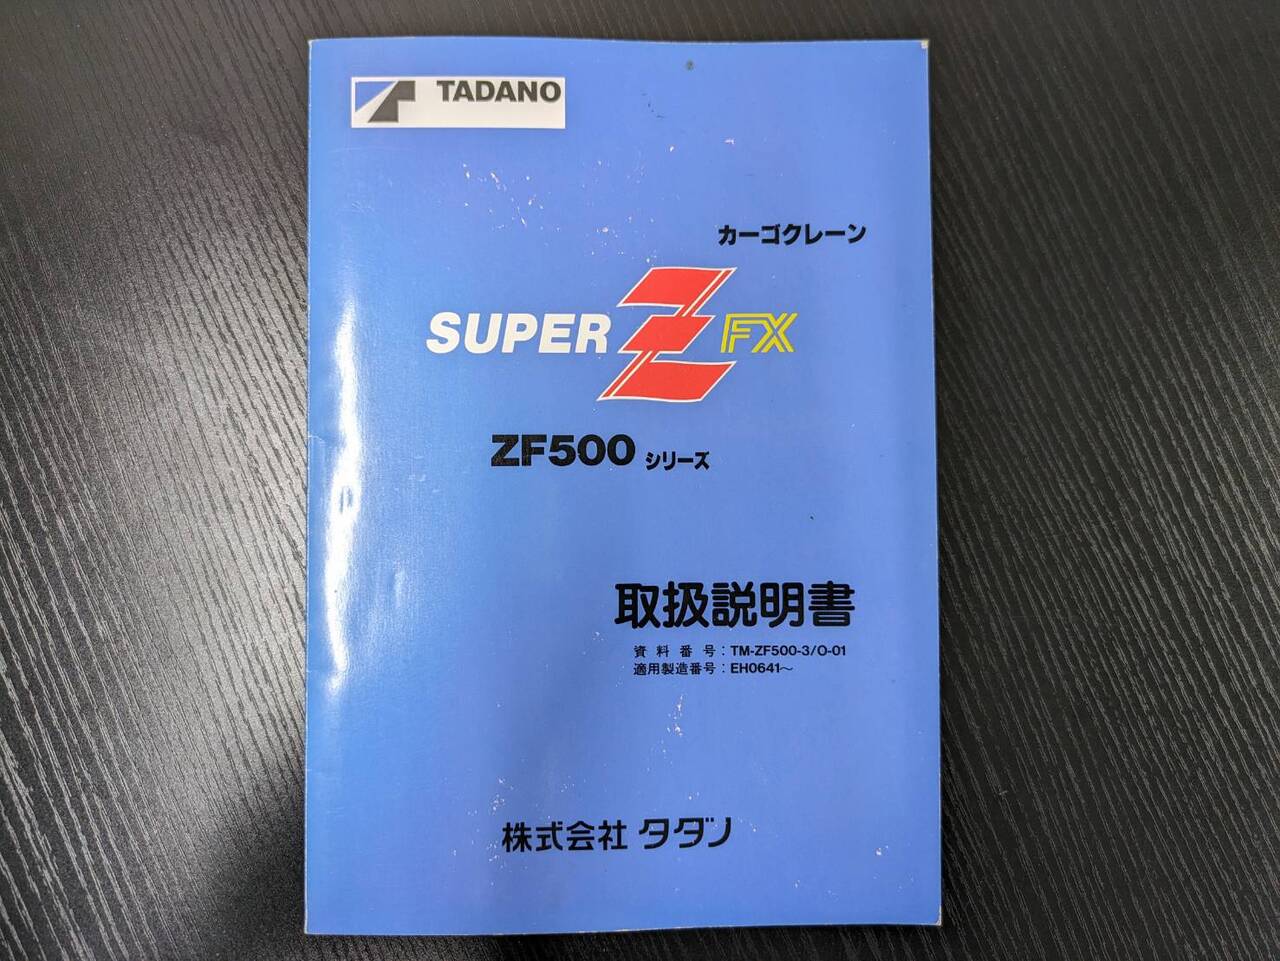 TADANO
カーゴクレーン
SUPER Z FX
ZF500 シリーズ
取扱説明書
資料番号：TM-ZF500-3/O-01
適用製造番号：EH0641～
株式会社 タダノ